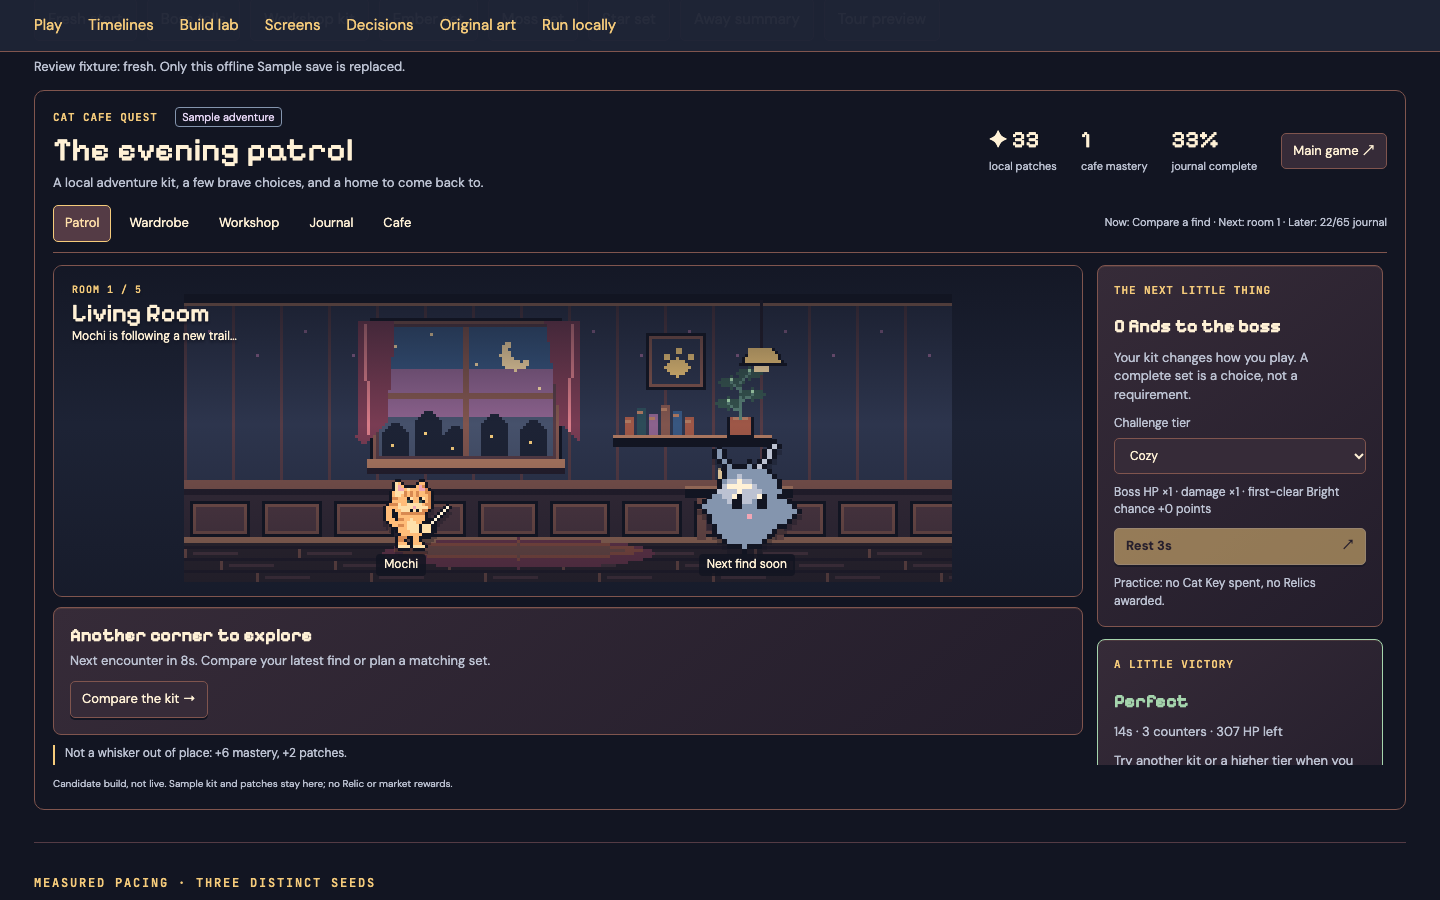 Play Timelines Build lab Screens Decisions Original art Run locally
Away summary Tour preview
Review fixture: fresh. Only this offline Sample save is replaced.
CAT CAFE QUEST Sample adventure
The evening patrol
A local adventure kit, a few brave choices, and a home to come back to.
✦ 33 1 33%
local patches cafe mastery journal complete
Main game ↗
Patrol Wardrobe Workshop Journal Cafe
Now: Compare a find · Next: room 1 · Later: 22/65 journal
ROOM 1 / 5
Living Room
Mochi is following a new trail...
Mochi
Next find soon
Another corner to explore
Next encounter in 8s. Compare your latest find or plan a matching set.
Compare the kit →
Not a whisker out of place: +6 mastery, +2 patches.
Candidate build, not live. Sample kit and patches stay here; no Relic or market rewards.
THE NEXT LITTLE THING
0 Ands to the boss
Your kit changes how you play. A
complete set is a choice, not a
requirement.
Challenge tier
Cozy
Boss HP ×1 · damage ×1 · first-clear Bright
chance +0 points
Rest 3s ↗
Practice: no Cat Key spent, no Relics
awarded.
A LITTLE VICTORY
Perfect
14s · 3 counters · 307 HP left
Try another kit or a higher tier when you
MEASURED PACING · THREE DISTINCT SEEDS